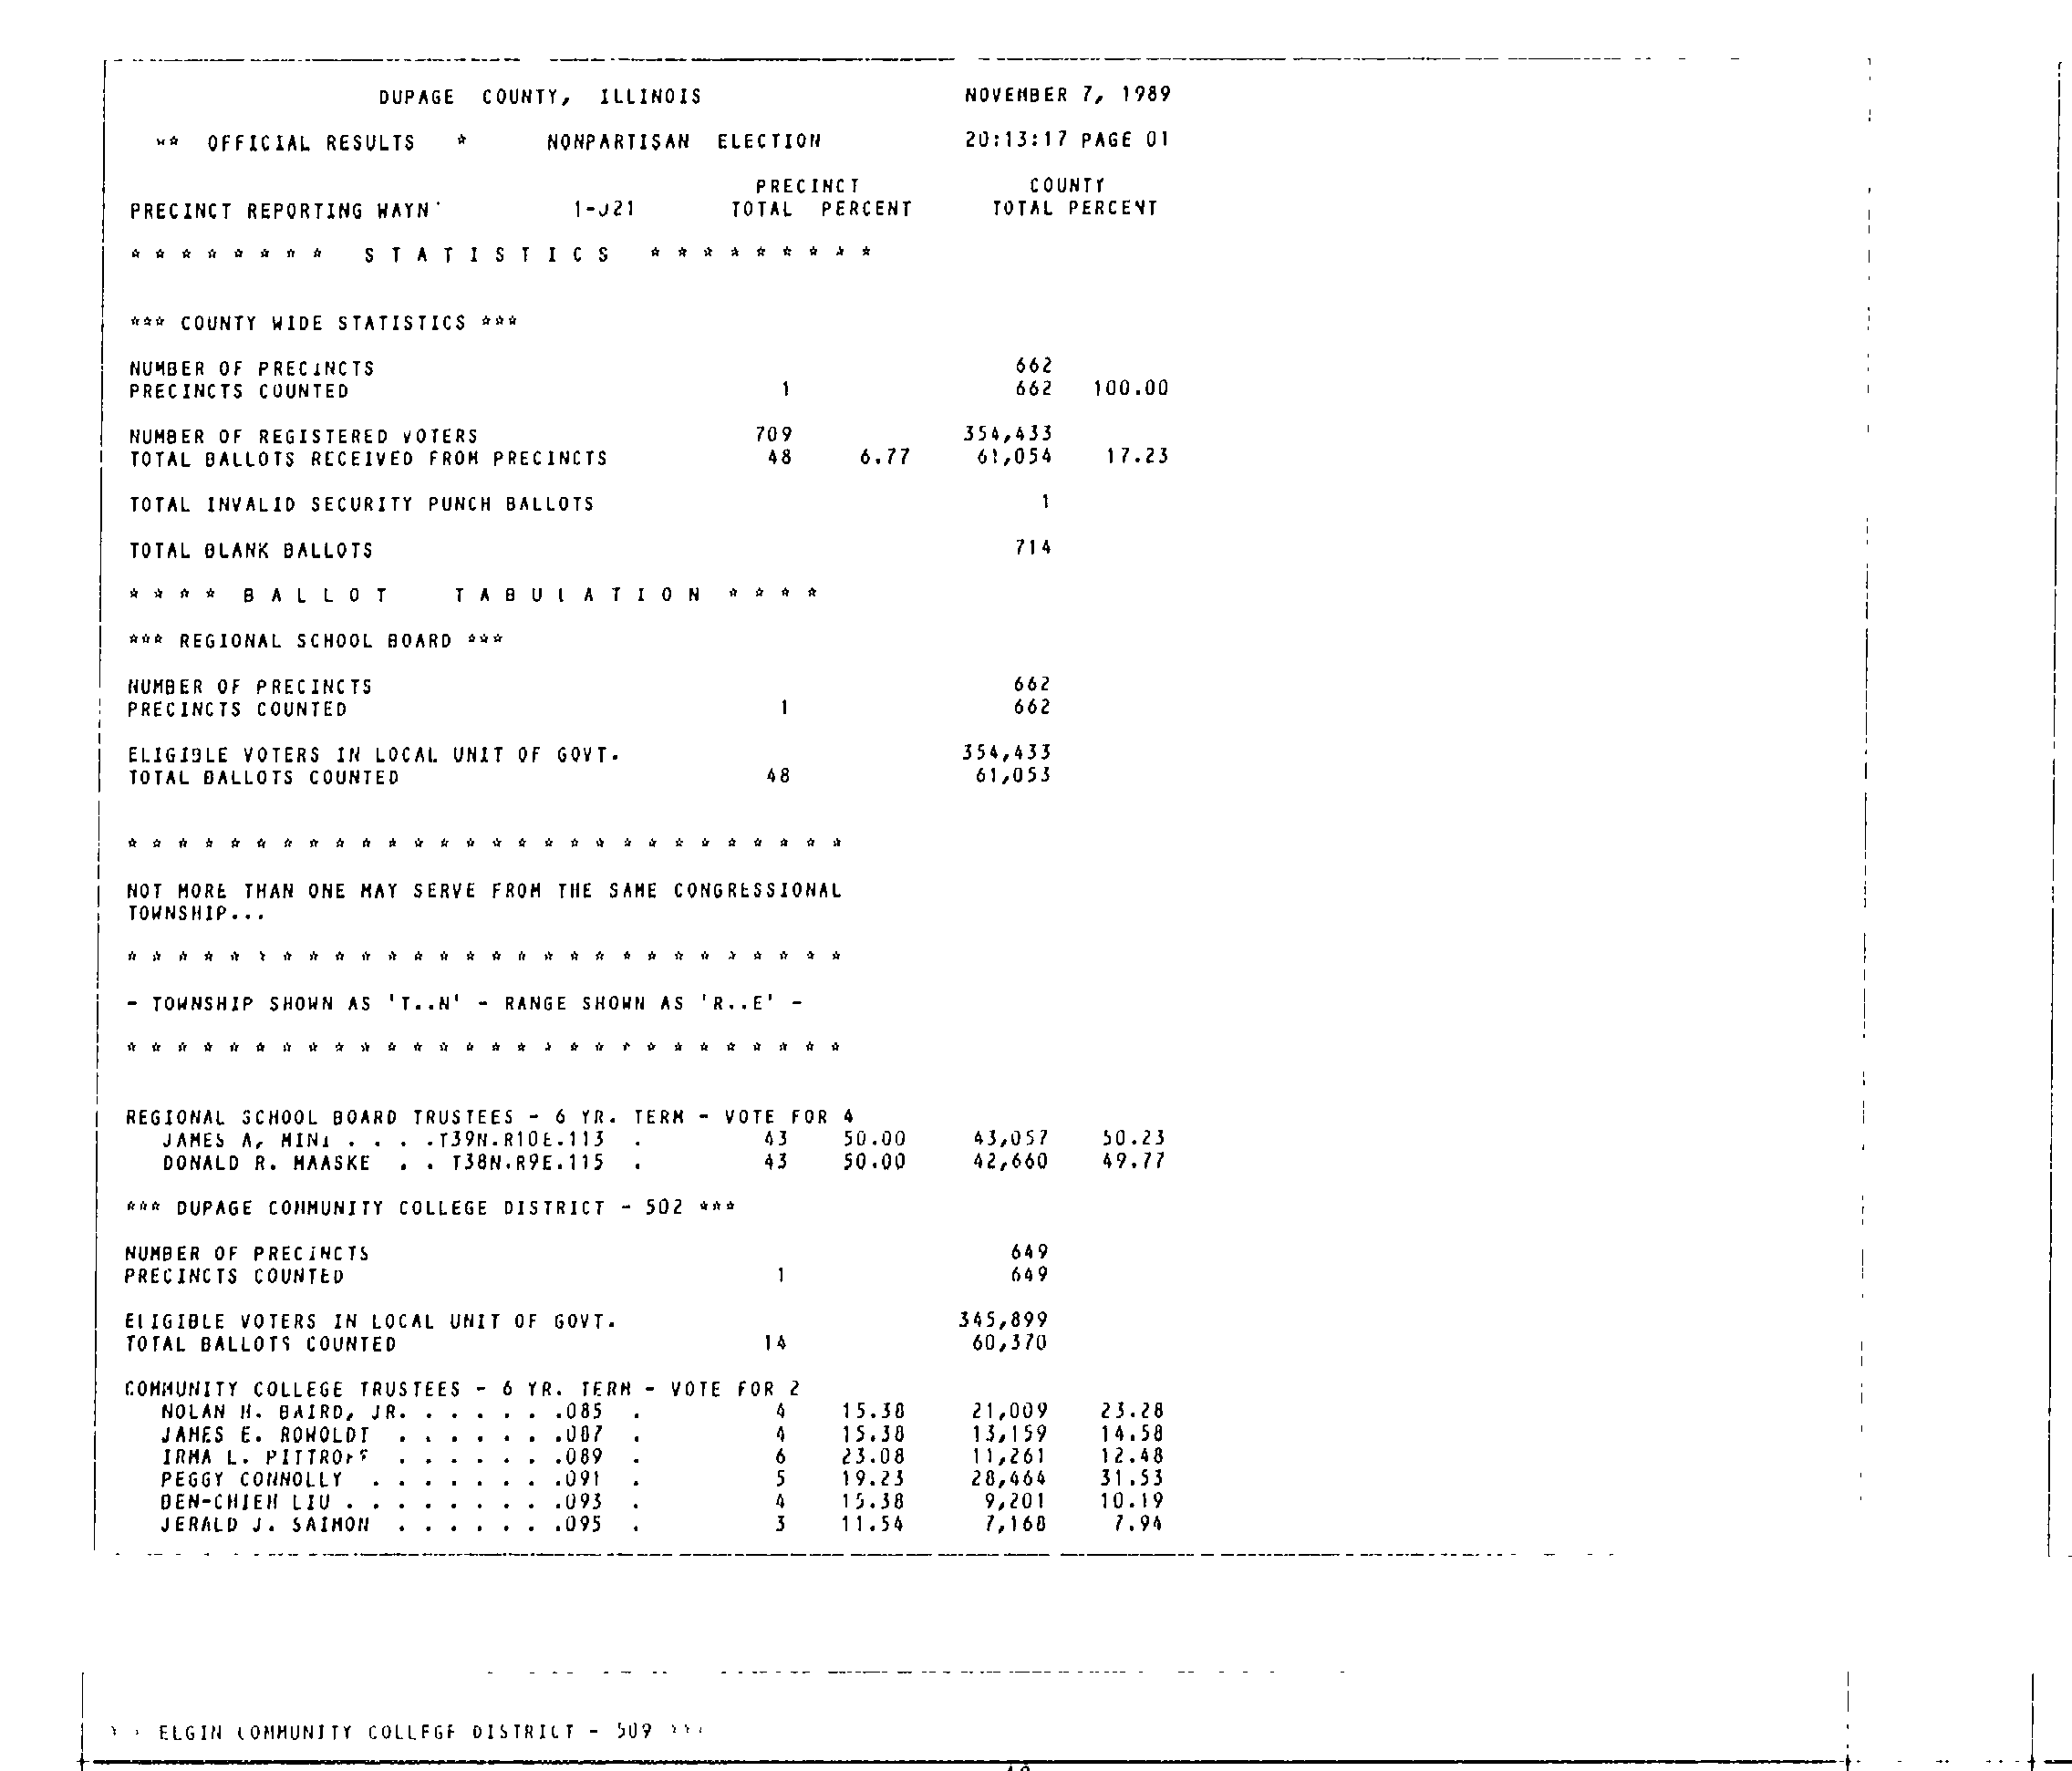 DUPAGE COUNTY, ILLINOIS NOVEMBER 7, 1989
** OFFICIAL RESULTS * NONPARTISAN ELECTION 20:13:17 PAGE 01
PRECINCT COUNTY
PRECINCT REPORTING WAYN 1-021 TOTAL PERCENT TOTAL PERCENT
* * * * * * * * S T A T I S T I C S * * * * * * * * *
*** COUNTY WIDE STATISTICS ***
NUMBER OF PRECINCTS 662
PRECINCTS COUNTED 1 662 100.00
NUMBER OF REGISTERED VOTERS 709 354,433
TOTAL BALLOTS RECEIVED FROM PRECINCTS 48 6.77 61,054 17.23
TOTAL INVALID SECURITY PUNCH BALLOTS 1
TOTAL BLANK BALLOTS 714
* * * * B A L L O T T A B U L A T I O N * * * *
*** REGIONAL SCHOOL BOARD ***
NUMBER OF PRECINCTS 662
PRECINCTS COUNTED 1 662
ELIGIBLE VOTERS IN LOCAL UNIT OF GOVT. 354,433
TOTAL BALLOTS COUNTED 48 61,053
* * * * * * * * * * * * * * * * * * * * * * * * * * * *
NOT MORE THAN ONE MAY SERVE FROM THE SAME CONGRESSIONAL
TOWNSHIP...
* * * * * * * * * * * * * * * * * * * * * * * * * * * *
- TOWNSHIP SHOWN AS 'T..N' - RANGE SHOWN AS 'R..E' -
* * * * * * * * * * * * * * * * * * * * * * * * * * * *
REGIONAL SCHOOL BOARD TRUSTEES - 6 YR. TERM - VOTE FOR 4
JAMES A. MINI . . . .T39N.R10E.113 . 43 50.00 43,057 50.23
DONALD R. MAASKE . . T38N.R9E.115 . 43 50.00 42,660 49.77
*** DUPAGE COMMUNITY COLLEGE DISTRICT - 502 ***
NUMBER OF PRECINCTS 649
PRECINCTS COUNTED 1 649
ELIGIBLE VOTERS IN LOCAL UNIT OF GOVT. 345,899
TOTAL BALLOTS COUNTED 14 60,370
COMMUNITY COLLEGE TRUSTEES - 6 YR. TERM - VOTE FOR 2
NOLAN H. BAIRD, JR. . . . . . .085 . 4 15.38 21,009 23.28
JAMES E. ROWOLDT . . . . . . .087 . 4 15.38 13,159 14.58
IRMA L. PITTROFF . . . . . . .089 . 6 23.08 11,261 12.48
PEGGY CONNOLLY . . . . . . . .091 . 5 19.23 28,464 31.53
DEN-CHIEH LIU . . . . . . . . .093 . 4 15.38 9,201 10.19
JERALD J. SAIMON . . . . . . .095 . 3 11.54 7,168 7.94
ELGIN COMMUNITY COLLEGE DISTRICT - 509 ***